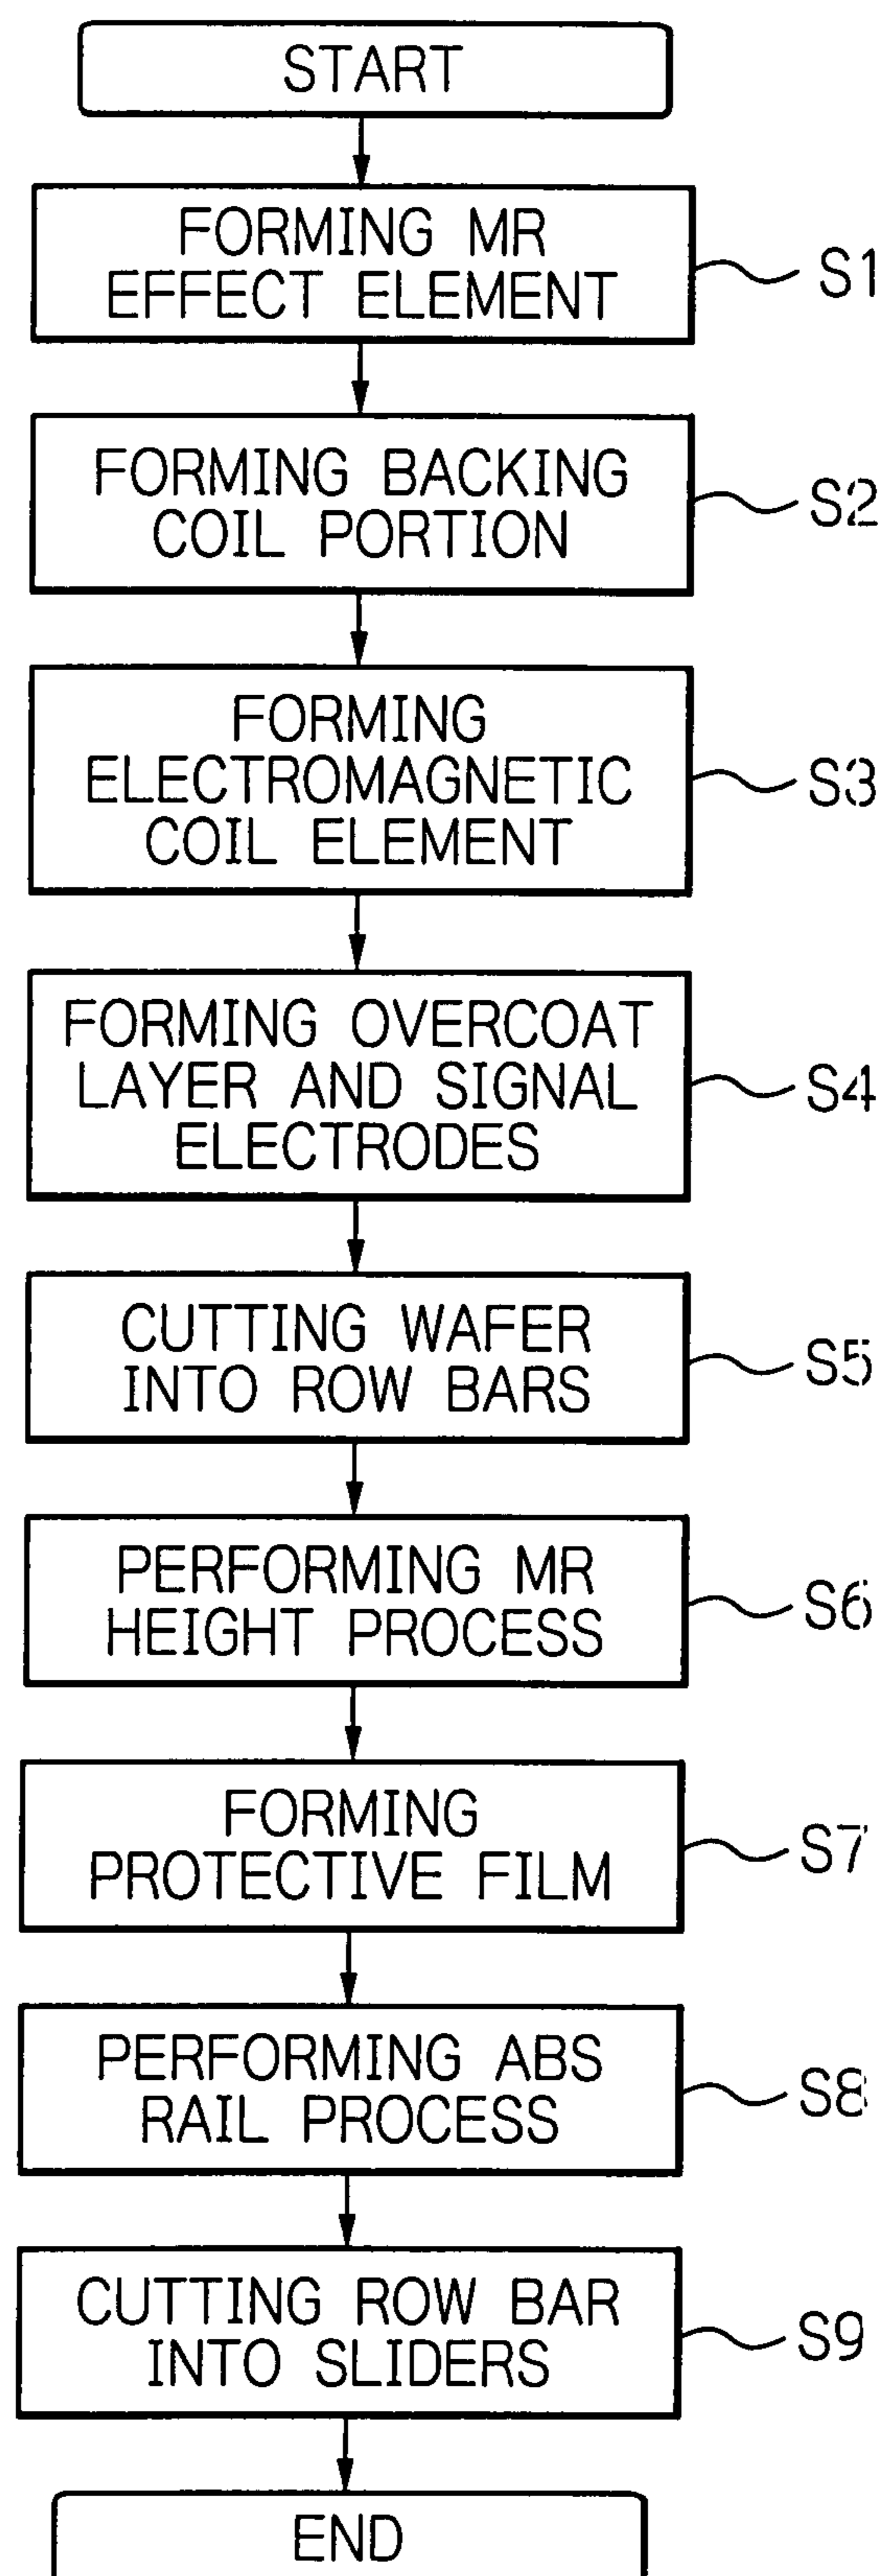 START
FORMING MR
EFFECT ELEMENT
S1
FORMING BACKING
COIL PORTION
S2
FORMING
ELECTROMAGNETIC
COIL ELEMENT
S3
FORMING OVERCOAT
LAYER AND SIGNAL
ELECTRODES
S4
CUTTING WAFER
INTO ROW BARS
S5
PERFORMING MR
HEIGHT PROCESS
S6
FORMING
PROTECTIVE FILM
S7
PERFORMING ABS
RAIL PROCESS
S8
CUTTING ROW BAR
INTO SLIDERS
S9
END